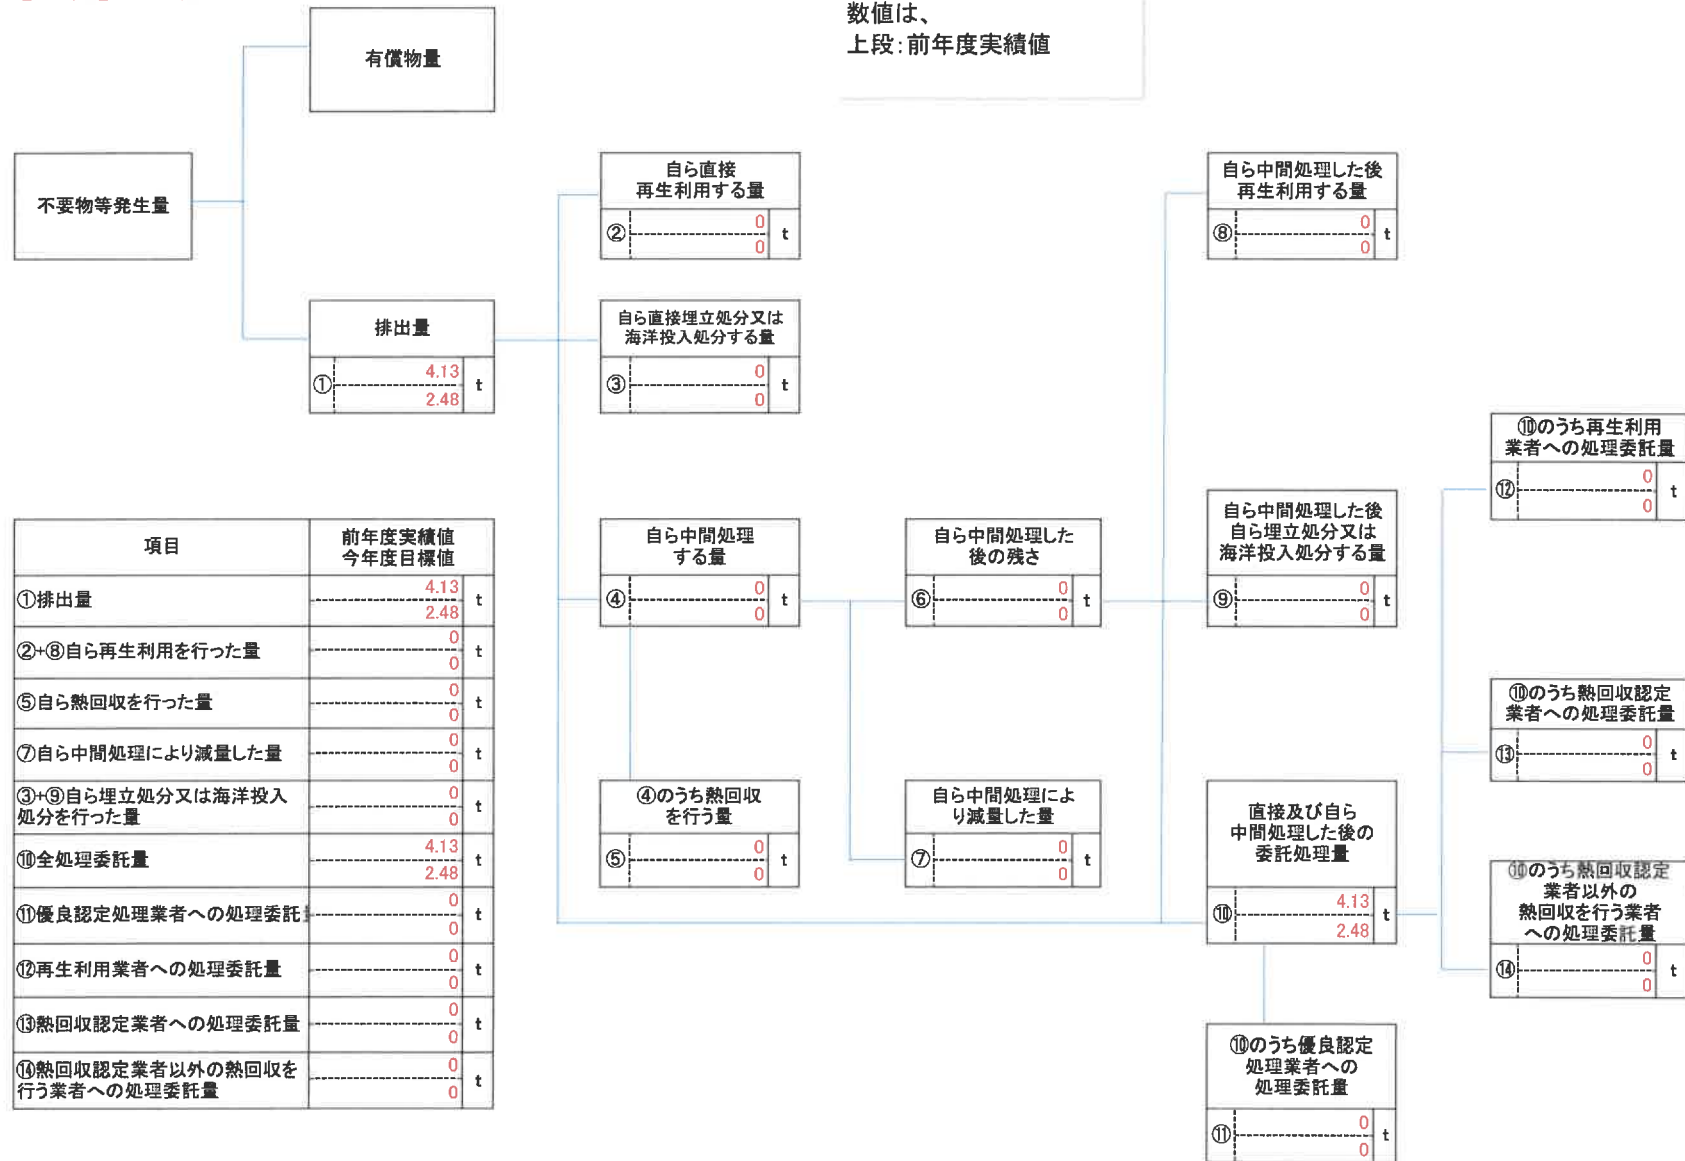 数値は、
上段：前年度実績値
有償物量
不要物等発生量
排出量
① 4.13 t
2.48
自ら直接
再生利用する量
② 0 t
0
自ら直接埋立処分又は
海洋投入処分する量
③ 0 t
0
自ら中間処理
する量
④ 0 t
0
④のうち熱回収
を行う量
⑤ 0 t
0
自ら中間処理した
後の残さ
⑥ 0 t
0
自ら中間処理によ
り減量した量
⑦ 0 t
0
自ら中間処理した後
再生利用する量
⑧ 0 t
0
自ら中間処理した後
自ら埋立処分又は
海洋投入処分する量
⑨ 0 t
0
直接及び自ら
中間処理した後の
委託処理量
⑩ 4.13 t
2.48
⑩のうち優良認定
処理業者への
処理委託量
⑪ 0 t
0
⑩のうち再生利用
業者への処理委託量
⑫ 0 t
0
⑩のうち熱回収認定
業者への処理委託量
⑬ 0 t
0
⑩のうち熱回収認定
業者以外の
熱回収を行う業者
への処理委託量
⑭ 0 t
0
項目 前年度実績値
今年度目標値
①排出量 4.13 t
2.48
②+⑧自ら再生利用を行った量 0 t
0
⑤自ら熱回収を行った量 0 t
0
⑦自ら中間処理により減量した量 0 t
0
③+⑨自ら埋立処分又は海洋投入
処分を行った量 0 t
0
⑩全処理委託量 4.13 t
2.48
⑪優良認定処理業者への処理委託 0 t
0
⑫再生利用業者への処理委託量 0 t
0
⑬熱回収認定業者への処理委託量 0 t
0
⑭熱回収認定業者以外の熱回収を
行う業者への処理委託量 0 t
0